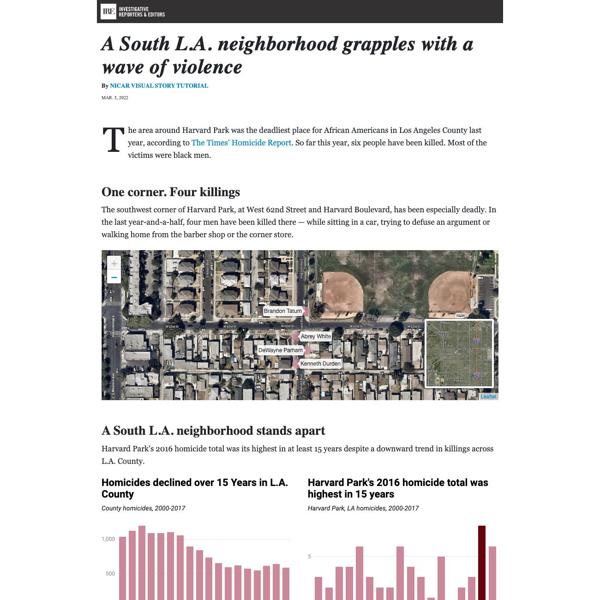 IRE INVESTIGATIVE
REPORTERS & EDITORS
A South L.A. neighborhood grapples with a
wave of violence
By NICAR VISUAL STORY TUTORIAL
MAR. 3, 2022
The area around Harvard Park was the deadliest place for African Americans in Los Angeles County last
year, according to The Times' Homicide Report. So far this year, six people have been killed. Most of the
victims were black men.
One corner. Four killings
The southwest corner of Harvard Park, at West 62nd Street and Harvard Boulevard, has been especially deadly. In
the last year-and-a-half, four men have been killed there — while sitting in a car, trying to defuse an argument or
walking home from the barber shop or the corner store.
+
−
Brandon Tatum
Abrey White
DeWayne Parham
Kenneth Durden
Leaflet
A South L.A. neighborhood stands apart
Harvard Park's 2016 homicide total was its highest in at least 15 years despite a downward trend in killings across
L.A. County.
Homicides declined over 15 Years in L.A.
County
County homicides, 2000-2017
1,000
500
Harvard Park's 2016 homicide total was
highest in 15 years
Harvard Park, LA homicides, 2000-2017
5